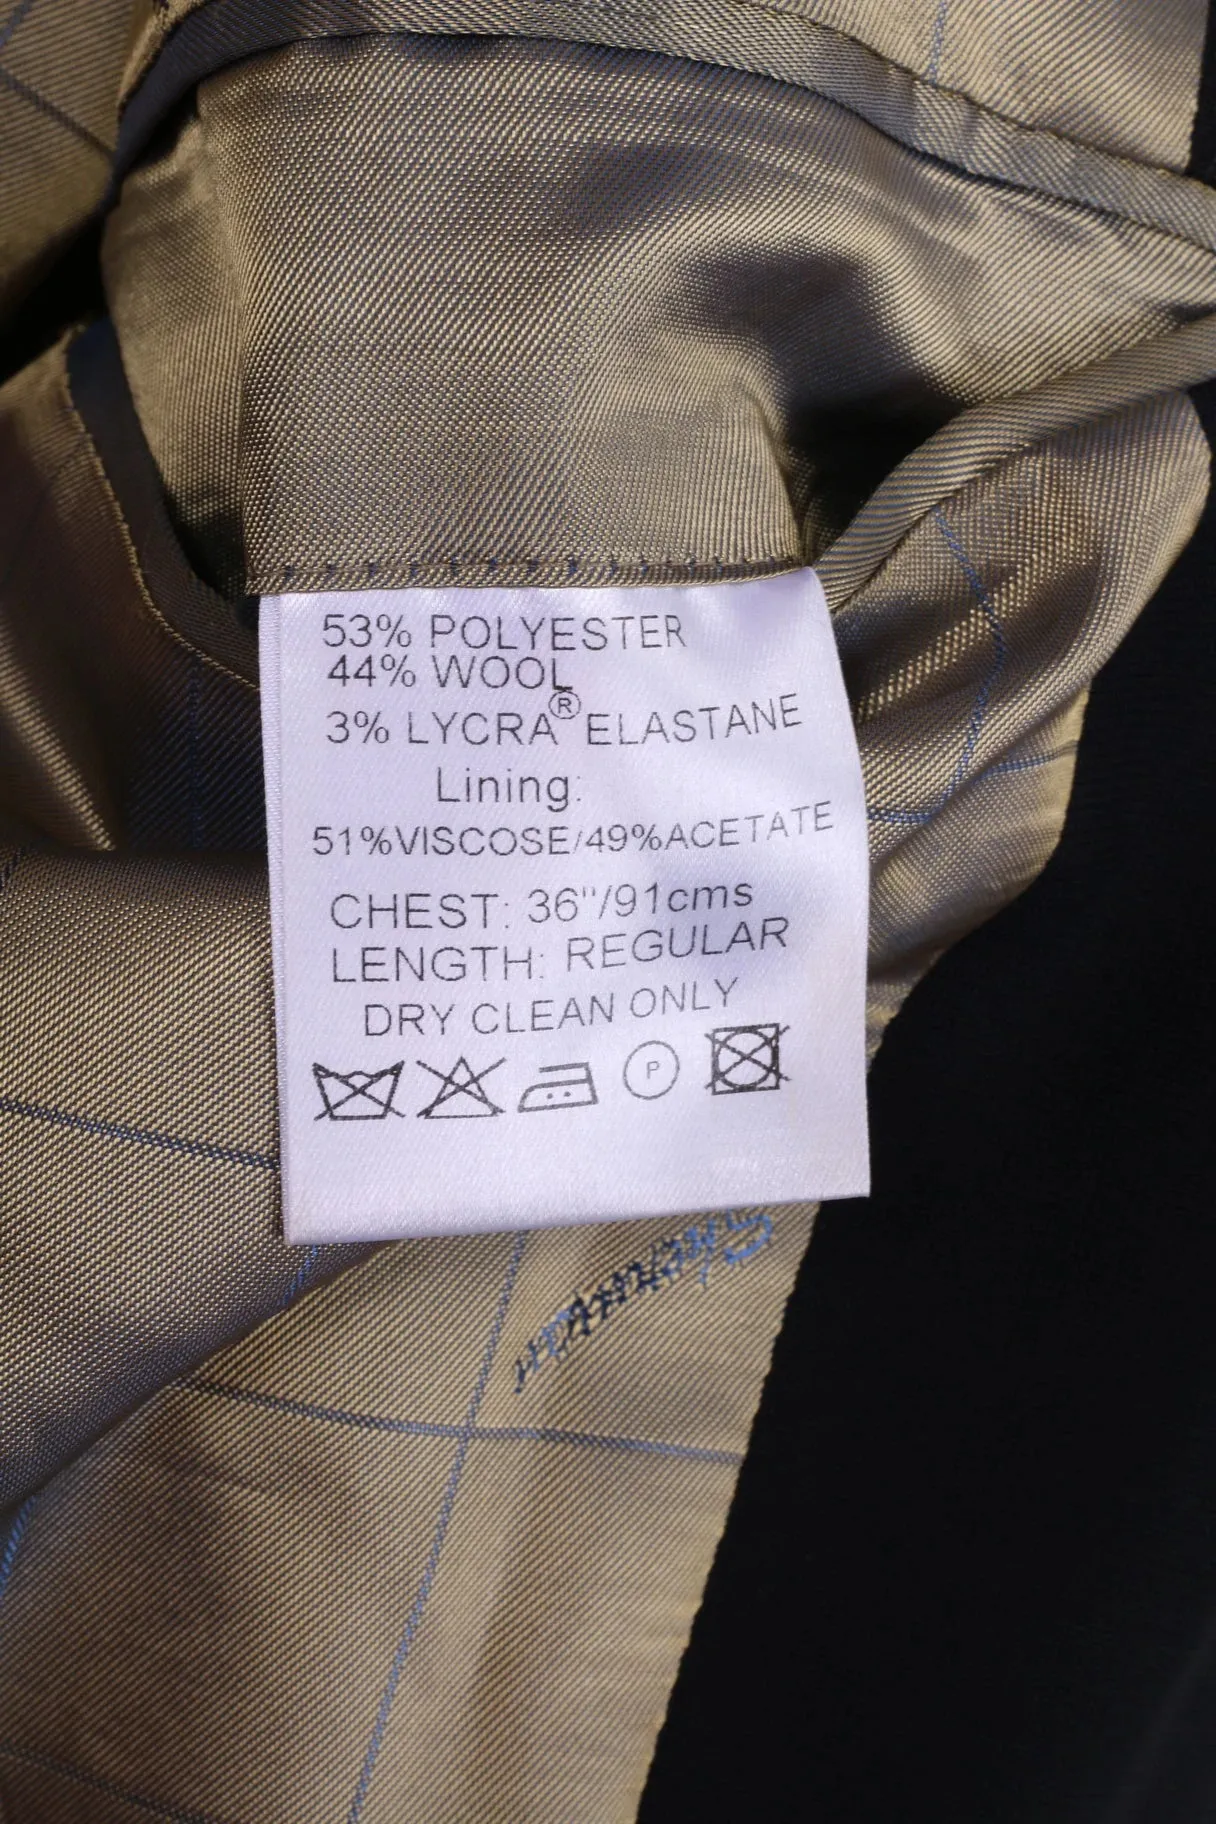 53% POLYESTER
44% WOOL
3% LYCRA® ELASTANE
Lining:
51%VISCOSE/49%ACETATE
CHEST: 36"/91cms
LENGTH: REGULAR
DRY CLEAN ONLY
P